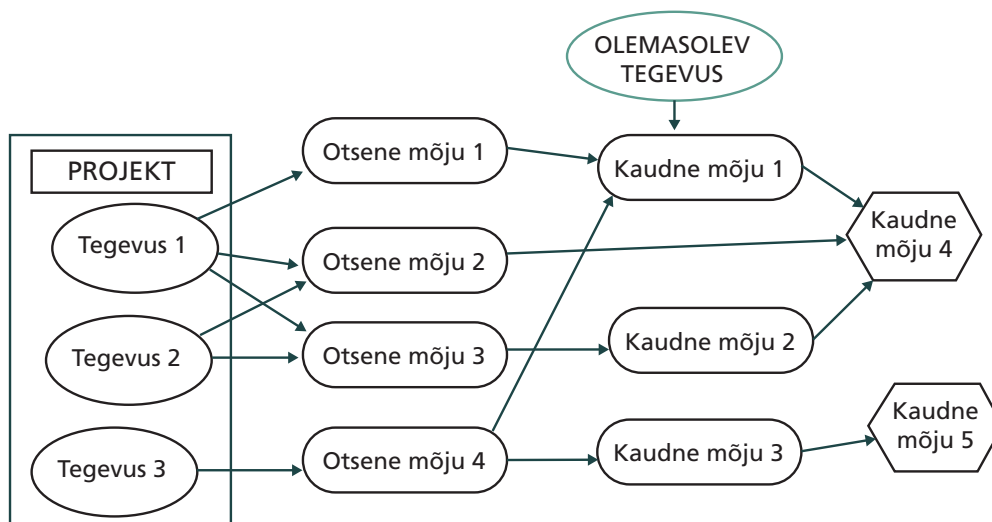 OLEMASOLEV
TEGEVUS
PROJEKT
Tegevus 1
Tegevus 2
Tegevus 3
Otsene mõju 1
Otsene mõju 2
Otsene mõju 3
Otsene mõju 4
Kaudne mõju 1
Kaudne mõju 2
Kaudne mõju 3
Kaudne
mõju 4
Kaudne
mõju 5